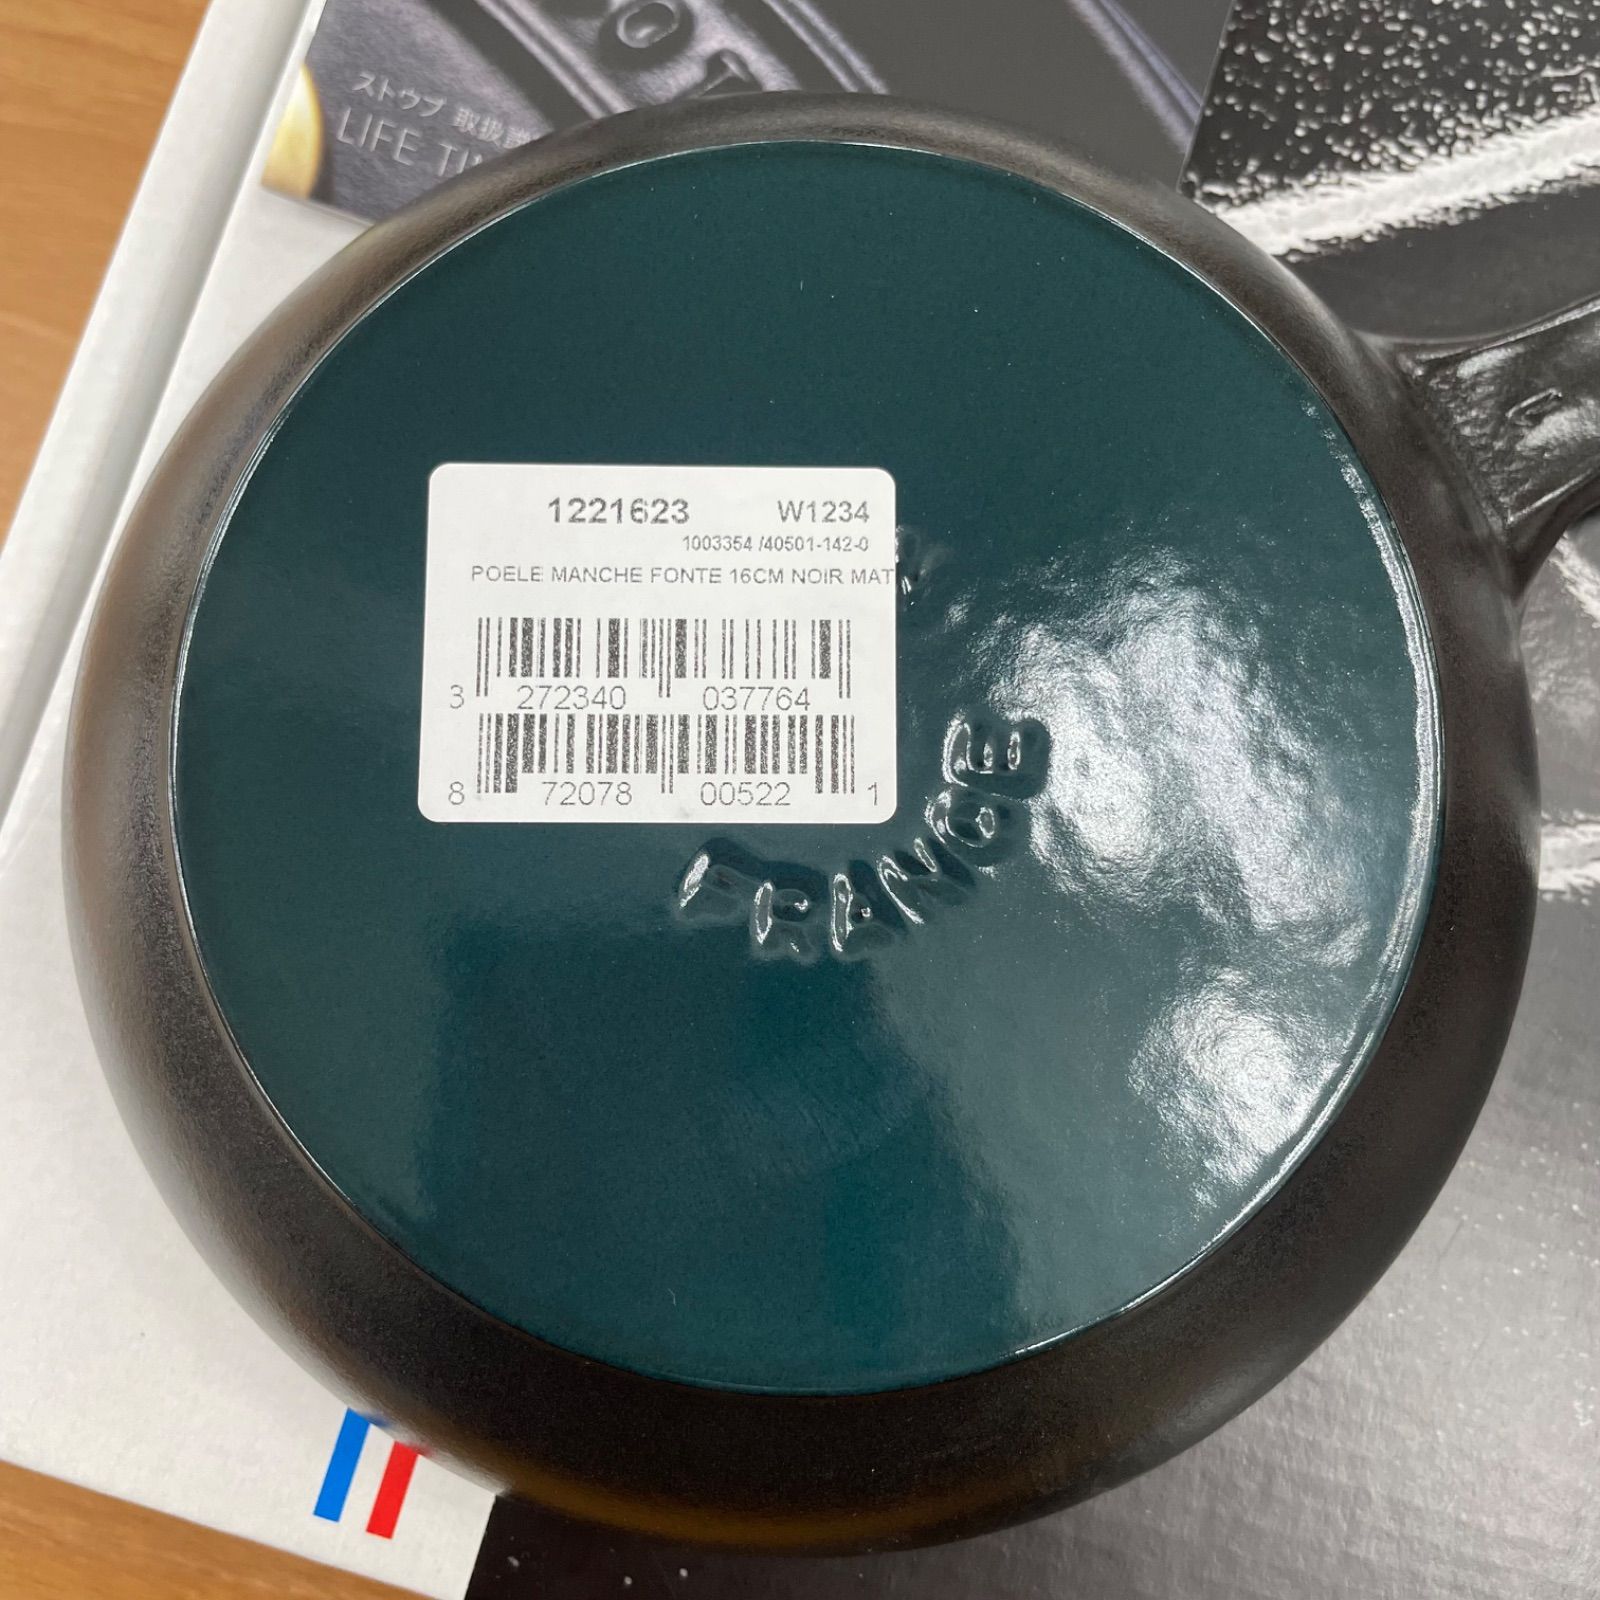 ストウブ 取扱説
LIFE TI
1221623 W1234
1003354 /40501-142-0
POELE MANCHE FONTE 16CM NOIR MAT
3 272340 037764
8 72078 00522 1
FRANCE